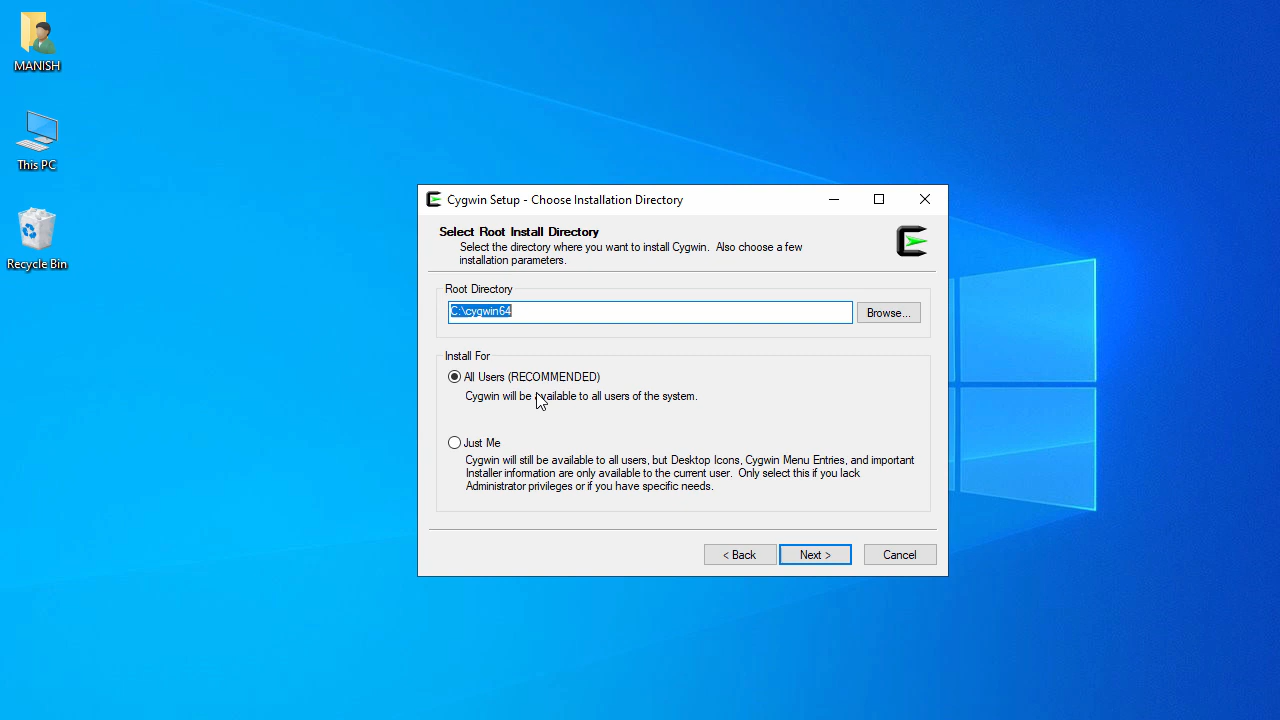 MANISH
This PC
Recycle Bin
Cygwin Setup - Choose Installation Directory
Select Root Install Directory
Select the directory where you want to install Cygwin. Also choose a few
installation parameters.
Root Directory
C:\cygwin64
Browse...
Install For
All Users (RECOMMENDED)
Cygwin will be available to all users of the system.
Just Me
Cygwin will still be available to all users, but Desktop Icons, Cygwin Menu Entries, and important
Installer information are only available to the current user. Only select this if you lack
Administrator privileges or if you have specific needs.
< Back
Next >
Cancel